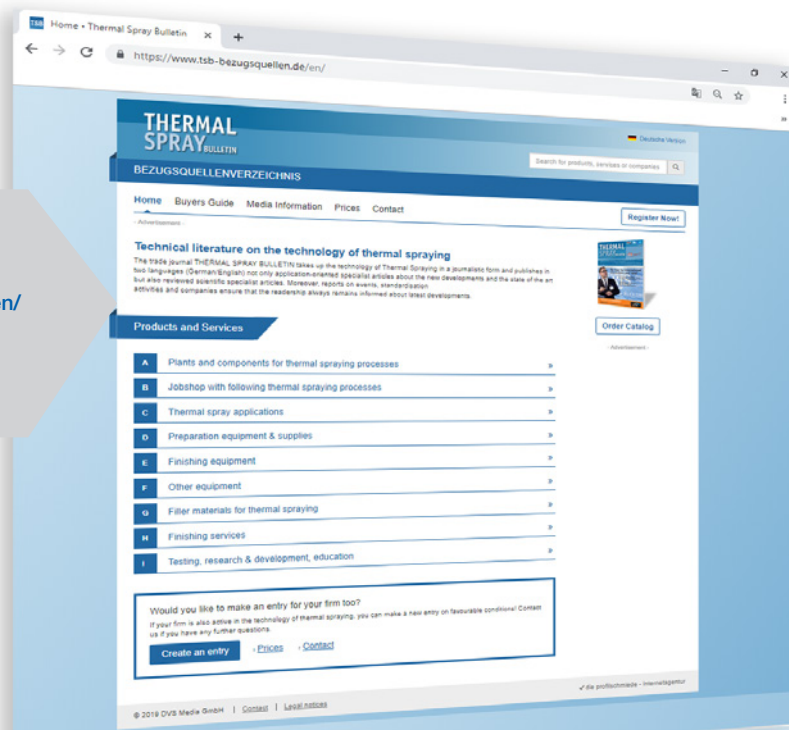 TSB Home • Thermal Spray Bulletin × +
https://www.tsb-bezugsquellen.de/en/
THERMAL
SPRAY BULLETIN
Deutsche Version
BEZUGSQUELLENVERZEICHNIS
Search for products, services or companies
Home Buyers Guide Media Information Prices Contact
Register Now!
- Advertisement -
Technical literature on the technology of thermal spraying
The trade journal THERMAL SPRAY BULLETIN takes up the technology of Thermal Spraying in a journalistic form and publishes in
two languages (German/English) not only application-oriented specialist articles about the new developments and the state of the art
but also reviewed scientific specialist articles. Moreover, reports on events, standardisation
activities and companies ensure that the readership always remains informed about latest developments.
THERMAL
SPRAY
en/
Order Catalog
- Advertisement -
Products and Services
A Plants and components for thermal spraying processes »
B Jobshop with following thermal spraying processes »
C Thermal spray applications »
D Preparation equipment & supplies »
E Finishing equipment »
F Other equipment »
G Filler materials for thermal spraying »
H Finishing services »
I Testing, research & development, education »
Would you like to make an entry for your firm too?
If your firm is also active in the technology of thermal spraying, you can make a new entry on favourable conditions! Contact
us if you have any further questions.
Create an entry › Prices › Contact
© 2019 DVS Media GmbH | Contact | Legal notices
die profilschmiede - Internetagentur